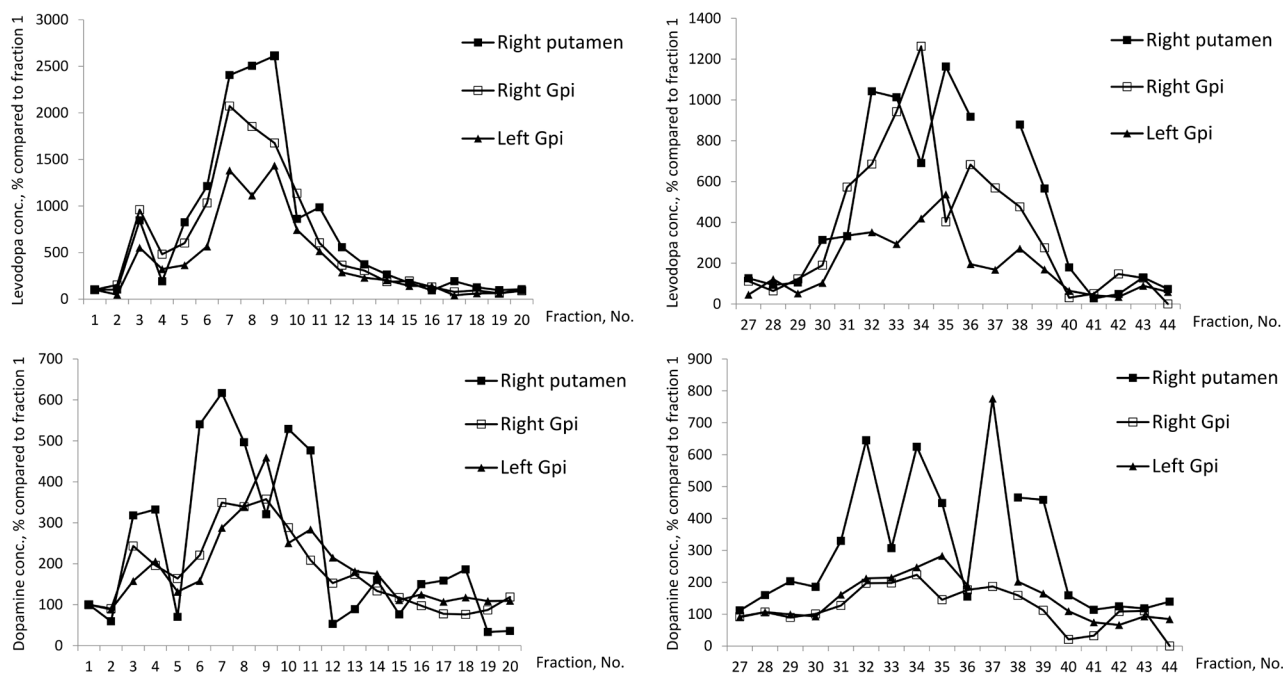 Levodopa conc., % compared to fraction 1
3000
2500
2000
1500
1000
500
0
1 2 3 4 5 6 7 8 9 10 11 12 13 14 15 16 17 18 19 20
Fraction, No.
Right putamen
Right Gpi
Left Gpi
Levodopa conc., % compared to fraction 1
1400
1200
1000
800
600
400
200
0
27 28 29 30 31 32 33 34 35 36 37 38 39 40 41 42 43 44
Fraction, No.
Right putamen
Right Gpi
Left Gpi
Dopamine conc., % compared to fraction 1
700
600
500
400
300
200
100
0
1 2 3 4 5 6 7 8 9 10 11 12 13 14 15 16 17 18 19 20
Fraction, No.
Right putamen
Right Gpi
Left Gpi
Dopamine conc., % compared to fraction 1
900
800
700
600
500
400
300
200
100
0
27 28 29 30 31 32 33 34 35 36 37 38 39 40 41 42 43 44
Fraction, No.
Right putamen
Right Gpi
Left Gpi